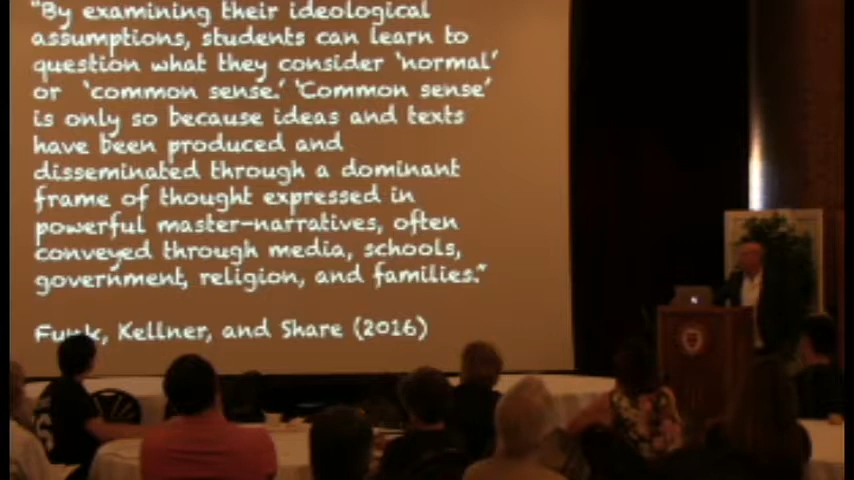 "By examining their ideological
assumptions, students can learn to
question what they consider 'normal'
or 'common sense.' 'Common sense'
is only so because ideas and texts
have been produced and
disseminated through a dominant
frame of thought expressed in
powerful master-narratives, often
conveyed through media, schools,
government, religion, and families."
Funk, Kellner, and Share (2016)